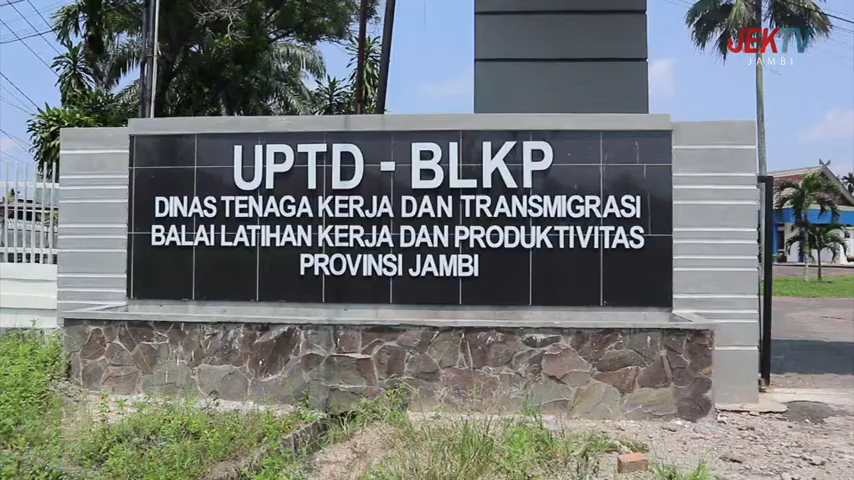 JEKTV
JAMBI
UPTD - BLKP
DINAS TENAGA KERJA DAN TRANSMIGRASI
BALAI LATIHAN KERJA DAN PRODUKTIVITAS
PROVINSI JAMBI